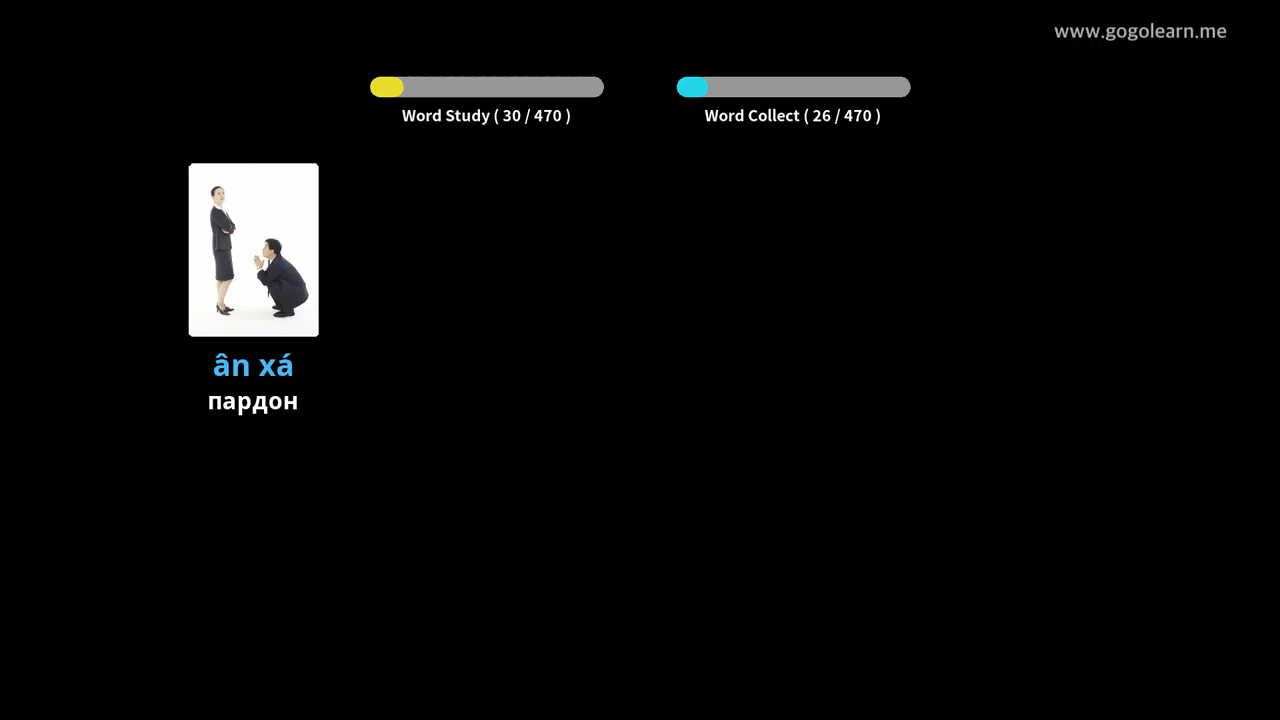 www.gogolearn.me
Word Study ( 30 / 470 )
Word Collect ( 26 / 470 )
ân xá
пардон